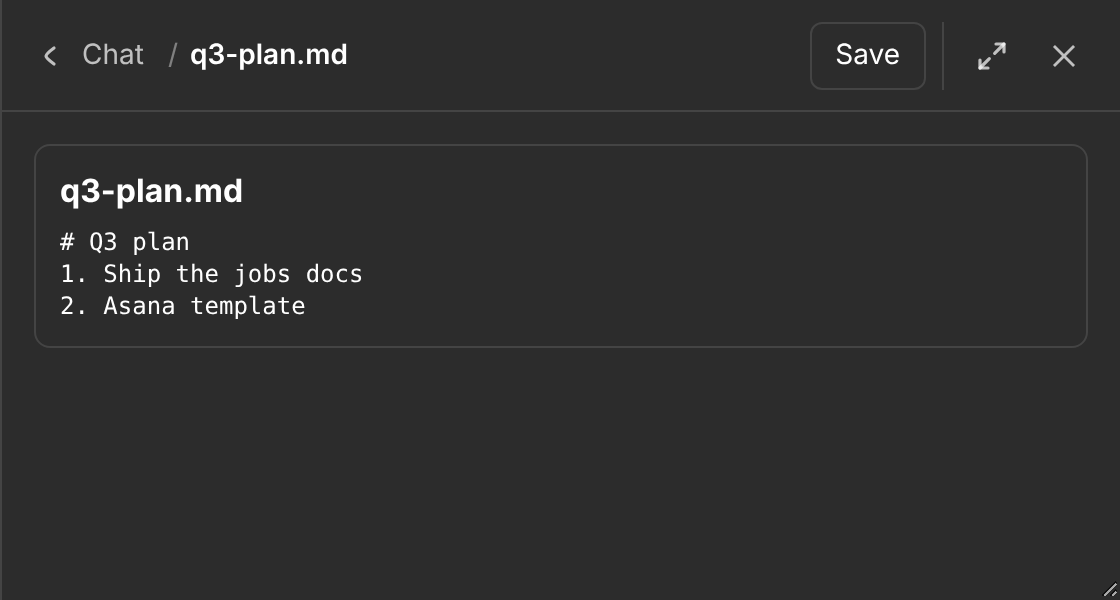 Chat / q3-plan.md
Save
q3-plan.md
# Q3 plan
1. Ship the jobs docs
2. Asana template